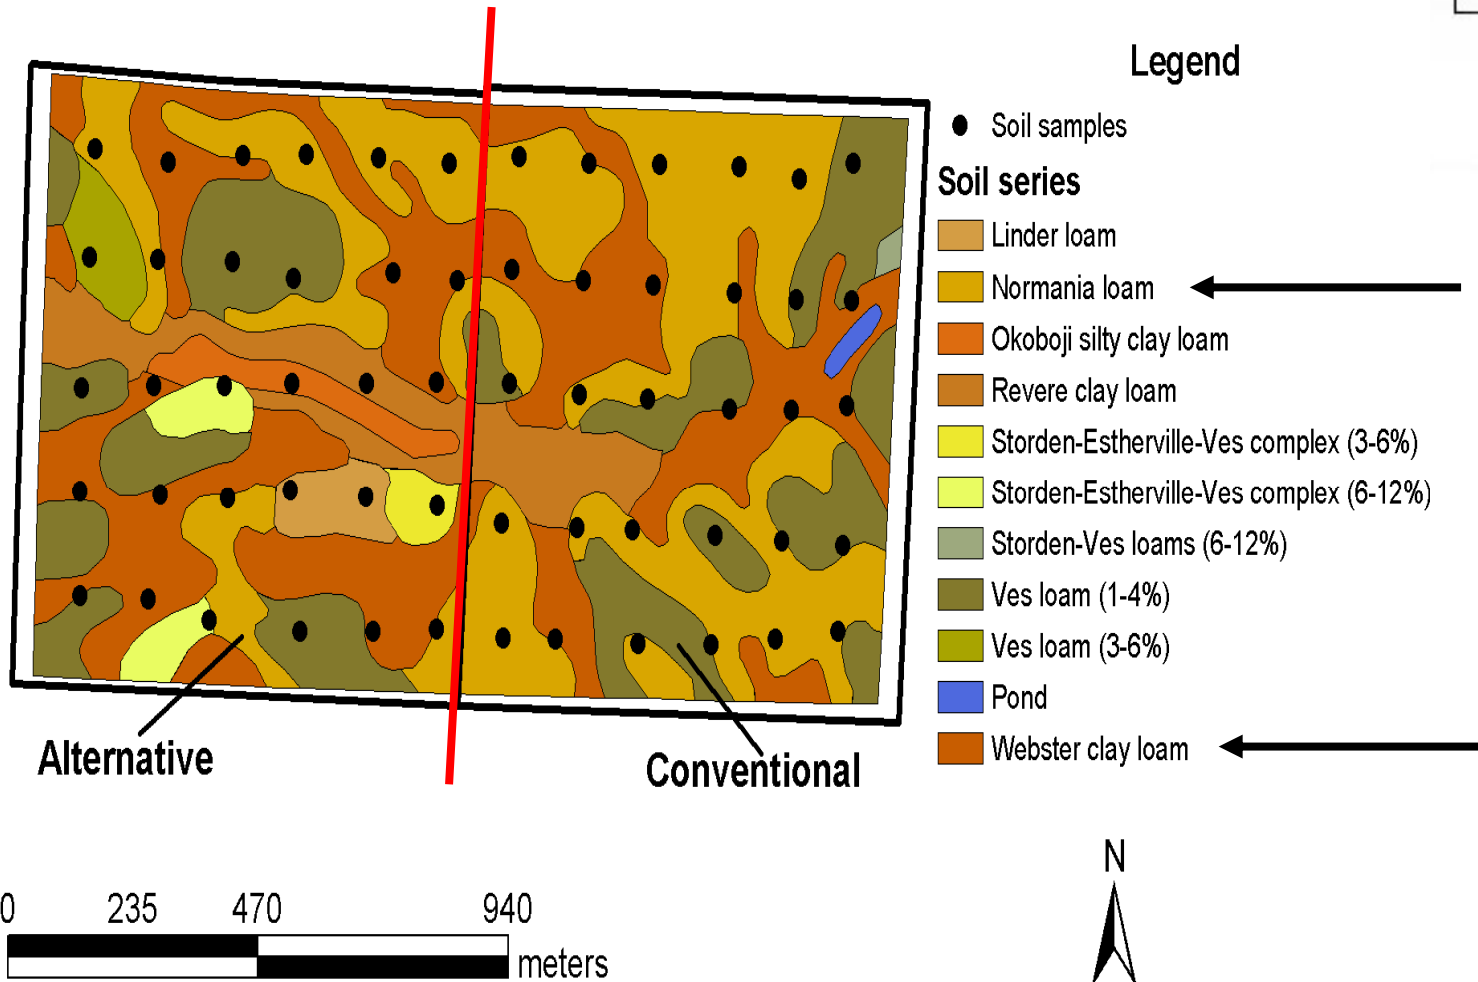 Legend
Soil samples
Soil series
Linder loam
Normania loam
Okoboji silty clay loam
Revere clay loam
Storden-Estherville-Ves complex (3-6%)
Storden-Estherville-Ves complex (6-12%)
Storden-Ves loams (6-12%)
Ves loam (1-4%)
Ves loam (3-6%)
Pond
Webster clay loam
Alternative
Conventional
N
0 235 470 940
meters